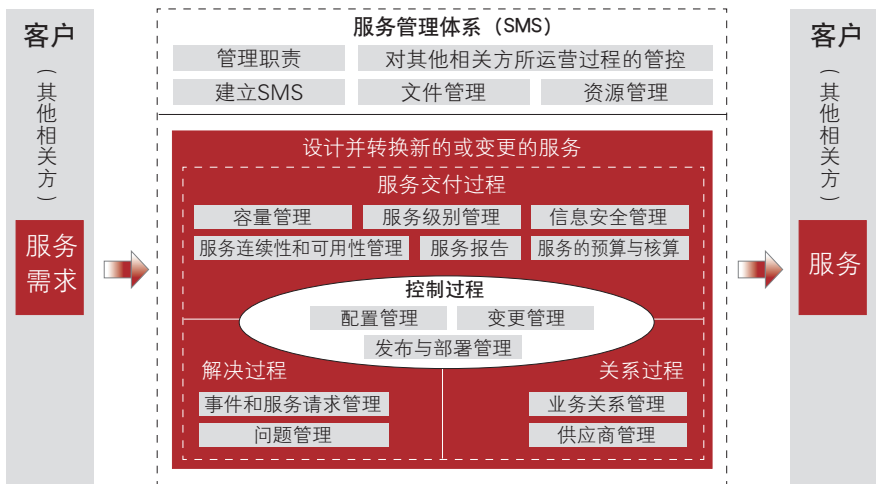 客户
（其他相关方）
服务
需求
服务管理体系（SMS）
管理职责
对其他相关方所运营过程的管控
建立SMS
文件管理
资源管理
设计并转换新的或变更的服务
服务交付过程
容量管理
服务级别管理
信息安全管理
服务连续性和可用性管理
服务报告
服务的预算与核算
控制过程
配置管理
变更管理
发布与部署管理
解决过程
事件和服务请求管理
问题管理
关系过程
业务关系管理
供应商管理
客户
（其他相关方）
服务